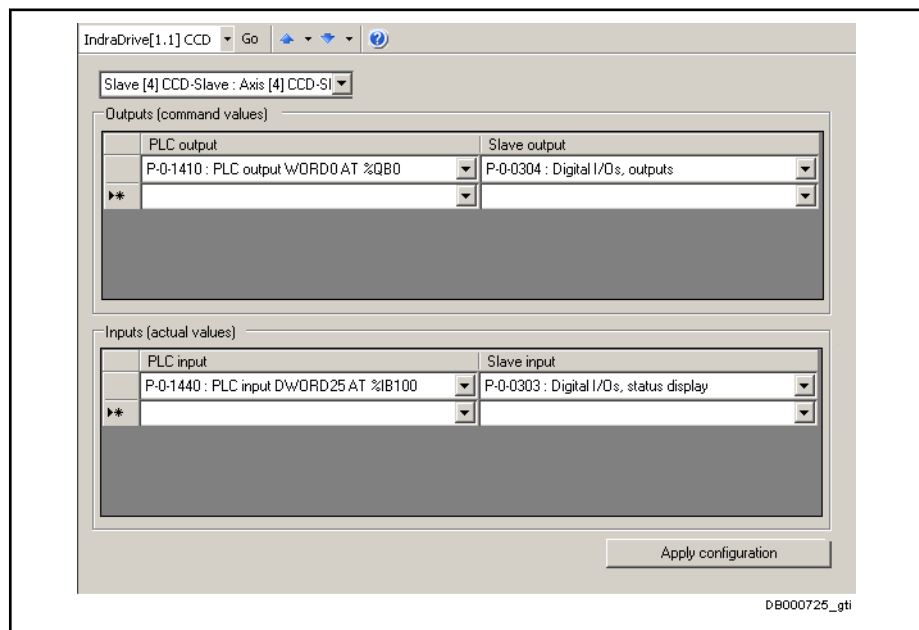 IndraDrive[1.1] CCD Go
Slave [4] CCD-Slave : Axis [4] CCD-Sl
Outputs (command values)
PLC output Slave output
P-0-1410 : PLC output WORD0 AT %QB0 P-0-0304 : Digital I/Os, outputs
Inputs (actual values)
PLC input Slave input
P-0-1440 : PLC input DWORD25 AT %IB100 P-0-0303 : Digital I/Os, status display
Apply configuration
DB000725_gti